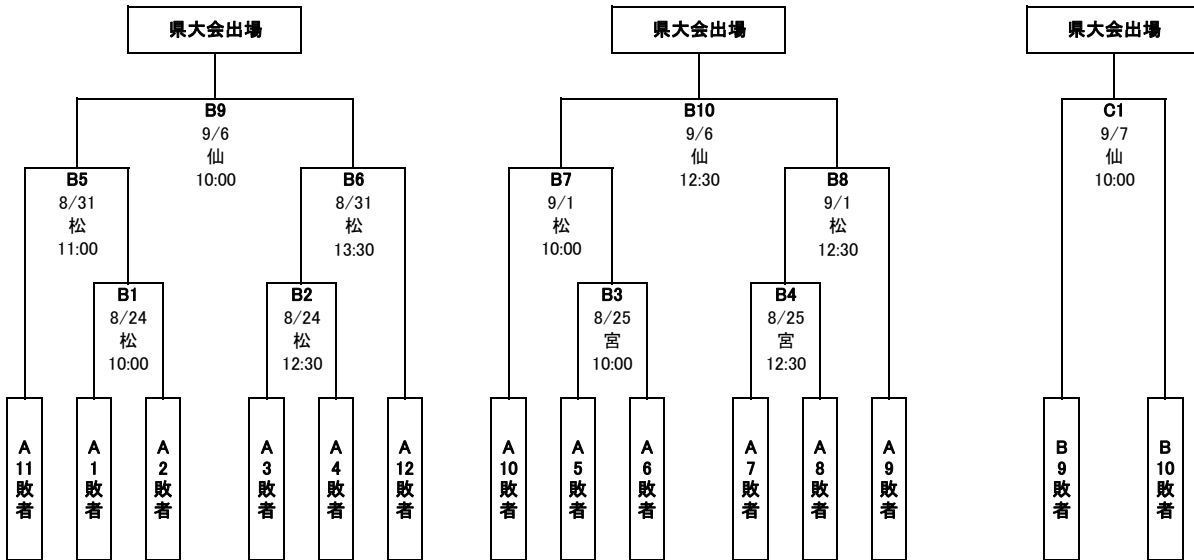 県大会出場
県大会出場
県大会出場
B9
9/6
仙
10:00
B10
9/6
仙
12:30
C1
9/7
仙
10:00
B5
8/31
松
11:00
B6
8/31
松
13:30
B7
9/1
松
10:00
B8
9/1
松
12:30
B1
8/24
松
10:00
B2
8/24
松
12:30
B3
8/25
宮
10:00
B4
8/25
宮
12:30
A11敗者
A1敗者
A2敗者
A3敗者
A4敗者
A12敗者
A10敗者
A5敗者
A6敗者
A7敗者
A8敗者
A9敗者
B9敗者
B10敗者